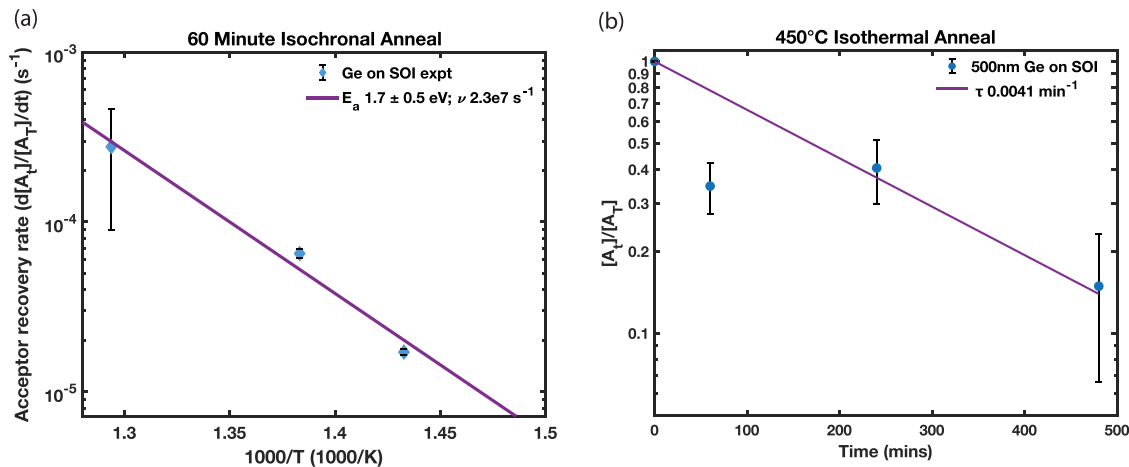 (a)
60 Minute Isochronal Anneal
Ge on SOI expt
E_a 1.7 ± 0.5 eV; ν 2.3e7 s^-1
Acceptor recovery rate (d[A_t]/[A_T]/dt) (s^-1)
10^-3
10^-4
10^-5
1.3
1.35
1.4
1.45
1.5
1000/T (1000/K)
(b)
450°C Isothermal Anneal
500nm Ge on SOI
τ 0.0041 min^-1
[A_t]/[A_T]
1
0.9
0.8
0.7
0.6
0.5
0.4
0.3
0.2
0.1
0
100
200
300
400
500
Time (mins)